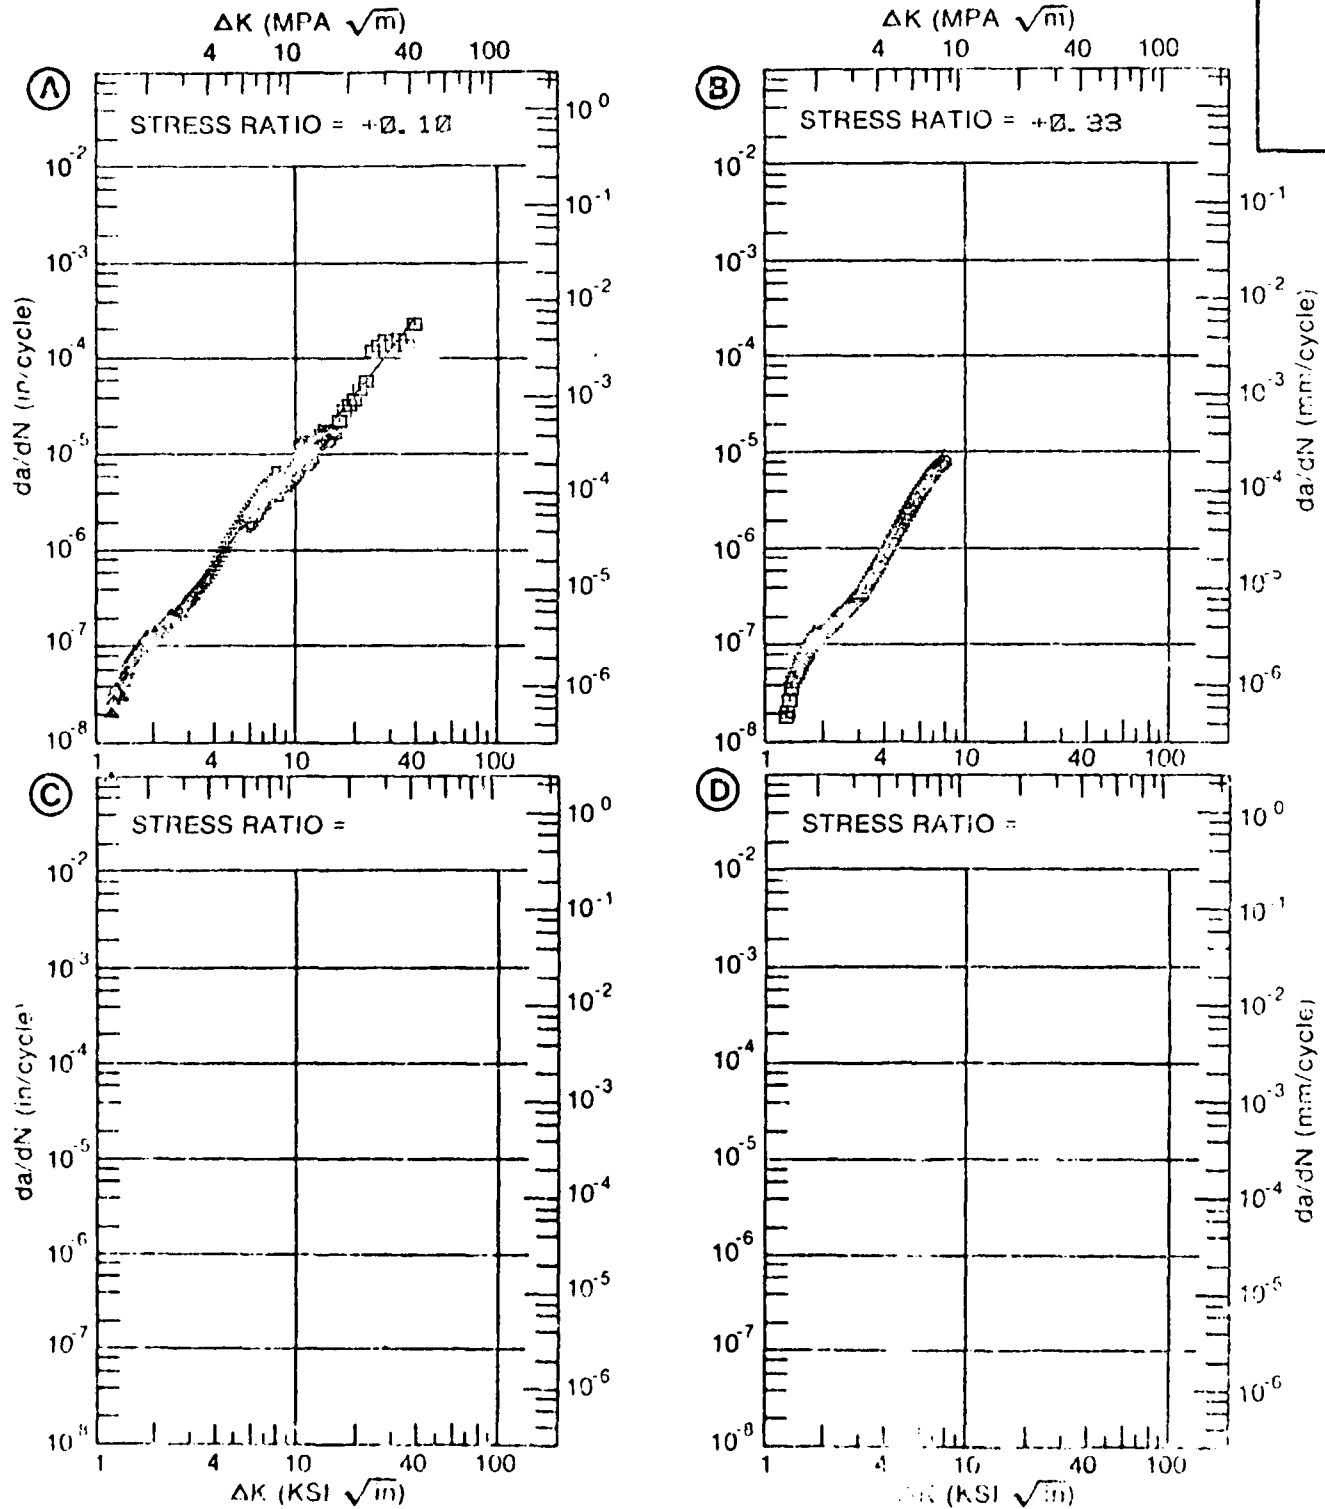 ΔK (MPA √m)
4 10 40 100
A
STRESS RATIO = +0.10
10⁰
10⁻²
10⁻¹
10⁻³
10⁻²
10⁻⁴
10⁻³
10⁻⁵
10⁻⁴
10⁻⁶
10⁻⁵
10⁻⁷
10⁻⁶
10⁻⁸
da/dN (in/cycle)
1 4 10 40 100
ΔK (MPA √m)
4 10 40 100
B
STRESS RATIO = +0.33
10⁻²
10⁻¹
10⁻³
10⁻²
10⁻⁴
10⁻³
10⁻⁵
10⁻⁴
10⁻⁶
10⁻⁷
10⁻⁶
10⁻⁸
da/dN (mm/cycle)
1 4 10 40 100
C
STRESS RATIO =
10⁰
10⁻²
10⁻¹
10⁻³
10⁻²
10⁻⁴
10⁻³
10⁻⁵
10⁻⁴
10⁻⁶
10⁻⁵
10⁻⁷
10⁻⁶
10⁻⁸
da/dN (in/cycle)
1 4 10 40 100
ΔK (KSI √in)
D
STRESS RATIO =
10⁰
10⁻²
10⁻¹
10⁻³
10⁻²
10⁻⁴
10⁻³
10⁻⁵
10⁻⁴
10⁻⁶
10⁻⁵
10⁻⁷
10⁻⁶
10⁻⁸
da/dN (mm/cycle)
1 4 10 40 100
(KSI √in)